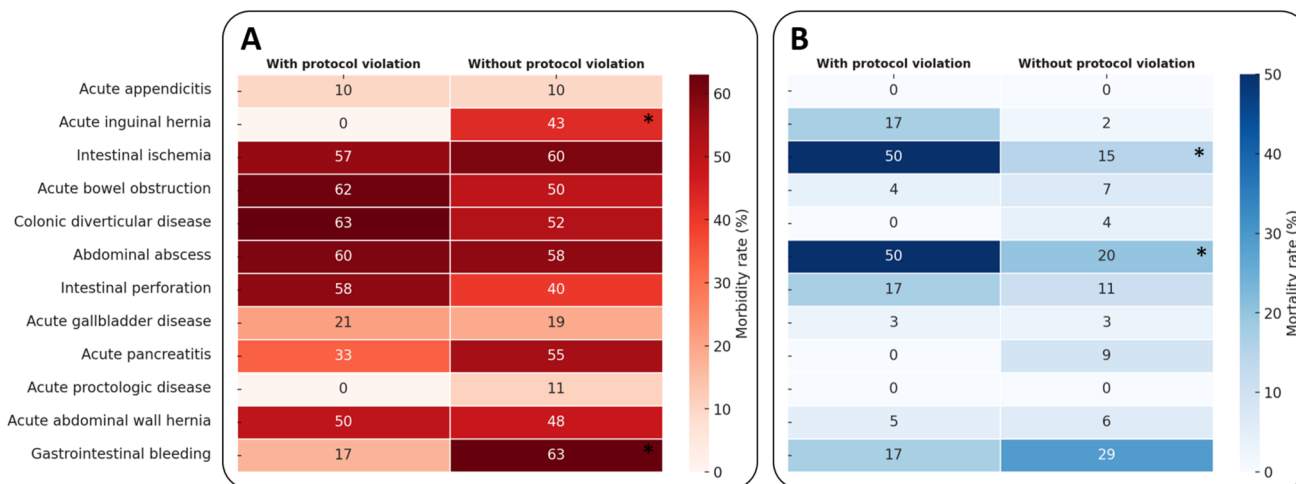 A
B
With protocol violation Without protocol violation
With protocol violation Without protocol violation
Acute appendicitis 10 10 0 0
Acute inguinal hernia 0 43 * 17 2
Intestinal ischemia 57 60 50 15 *
Acute bowel obstruction 62 50 4 7
Colonic diverticular disease 63 52 0 4
Abdominal abscess 60 58 50 20 *
Intestinal perforation 58 40 17 11
Acute gallbladder disease 21 19 3 3
Acute pancreatitis 33 55 0 9
Acute proctologic disease 0 11 0 0
Acute abdominal wall hernia 50 48 5 6
Gastrointestinal bleeding 17 63 * 17 29
60
50
40
30
20
10
0
Morbidity rate (%)
50
40
30
20
10
0
Mortality rate (%)